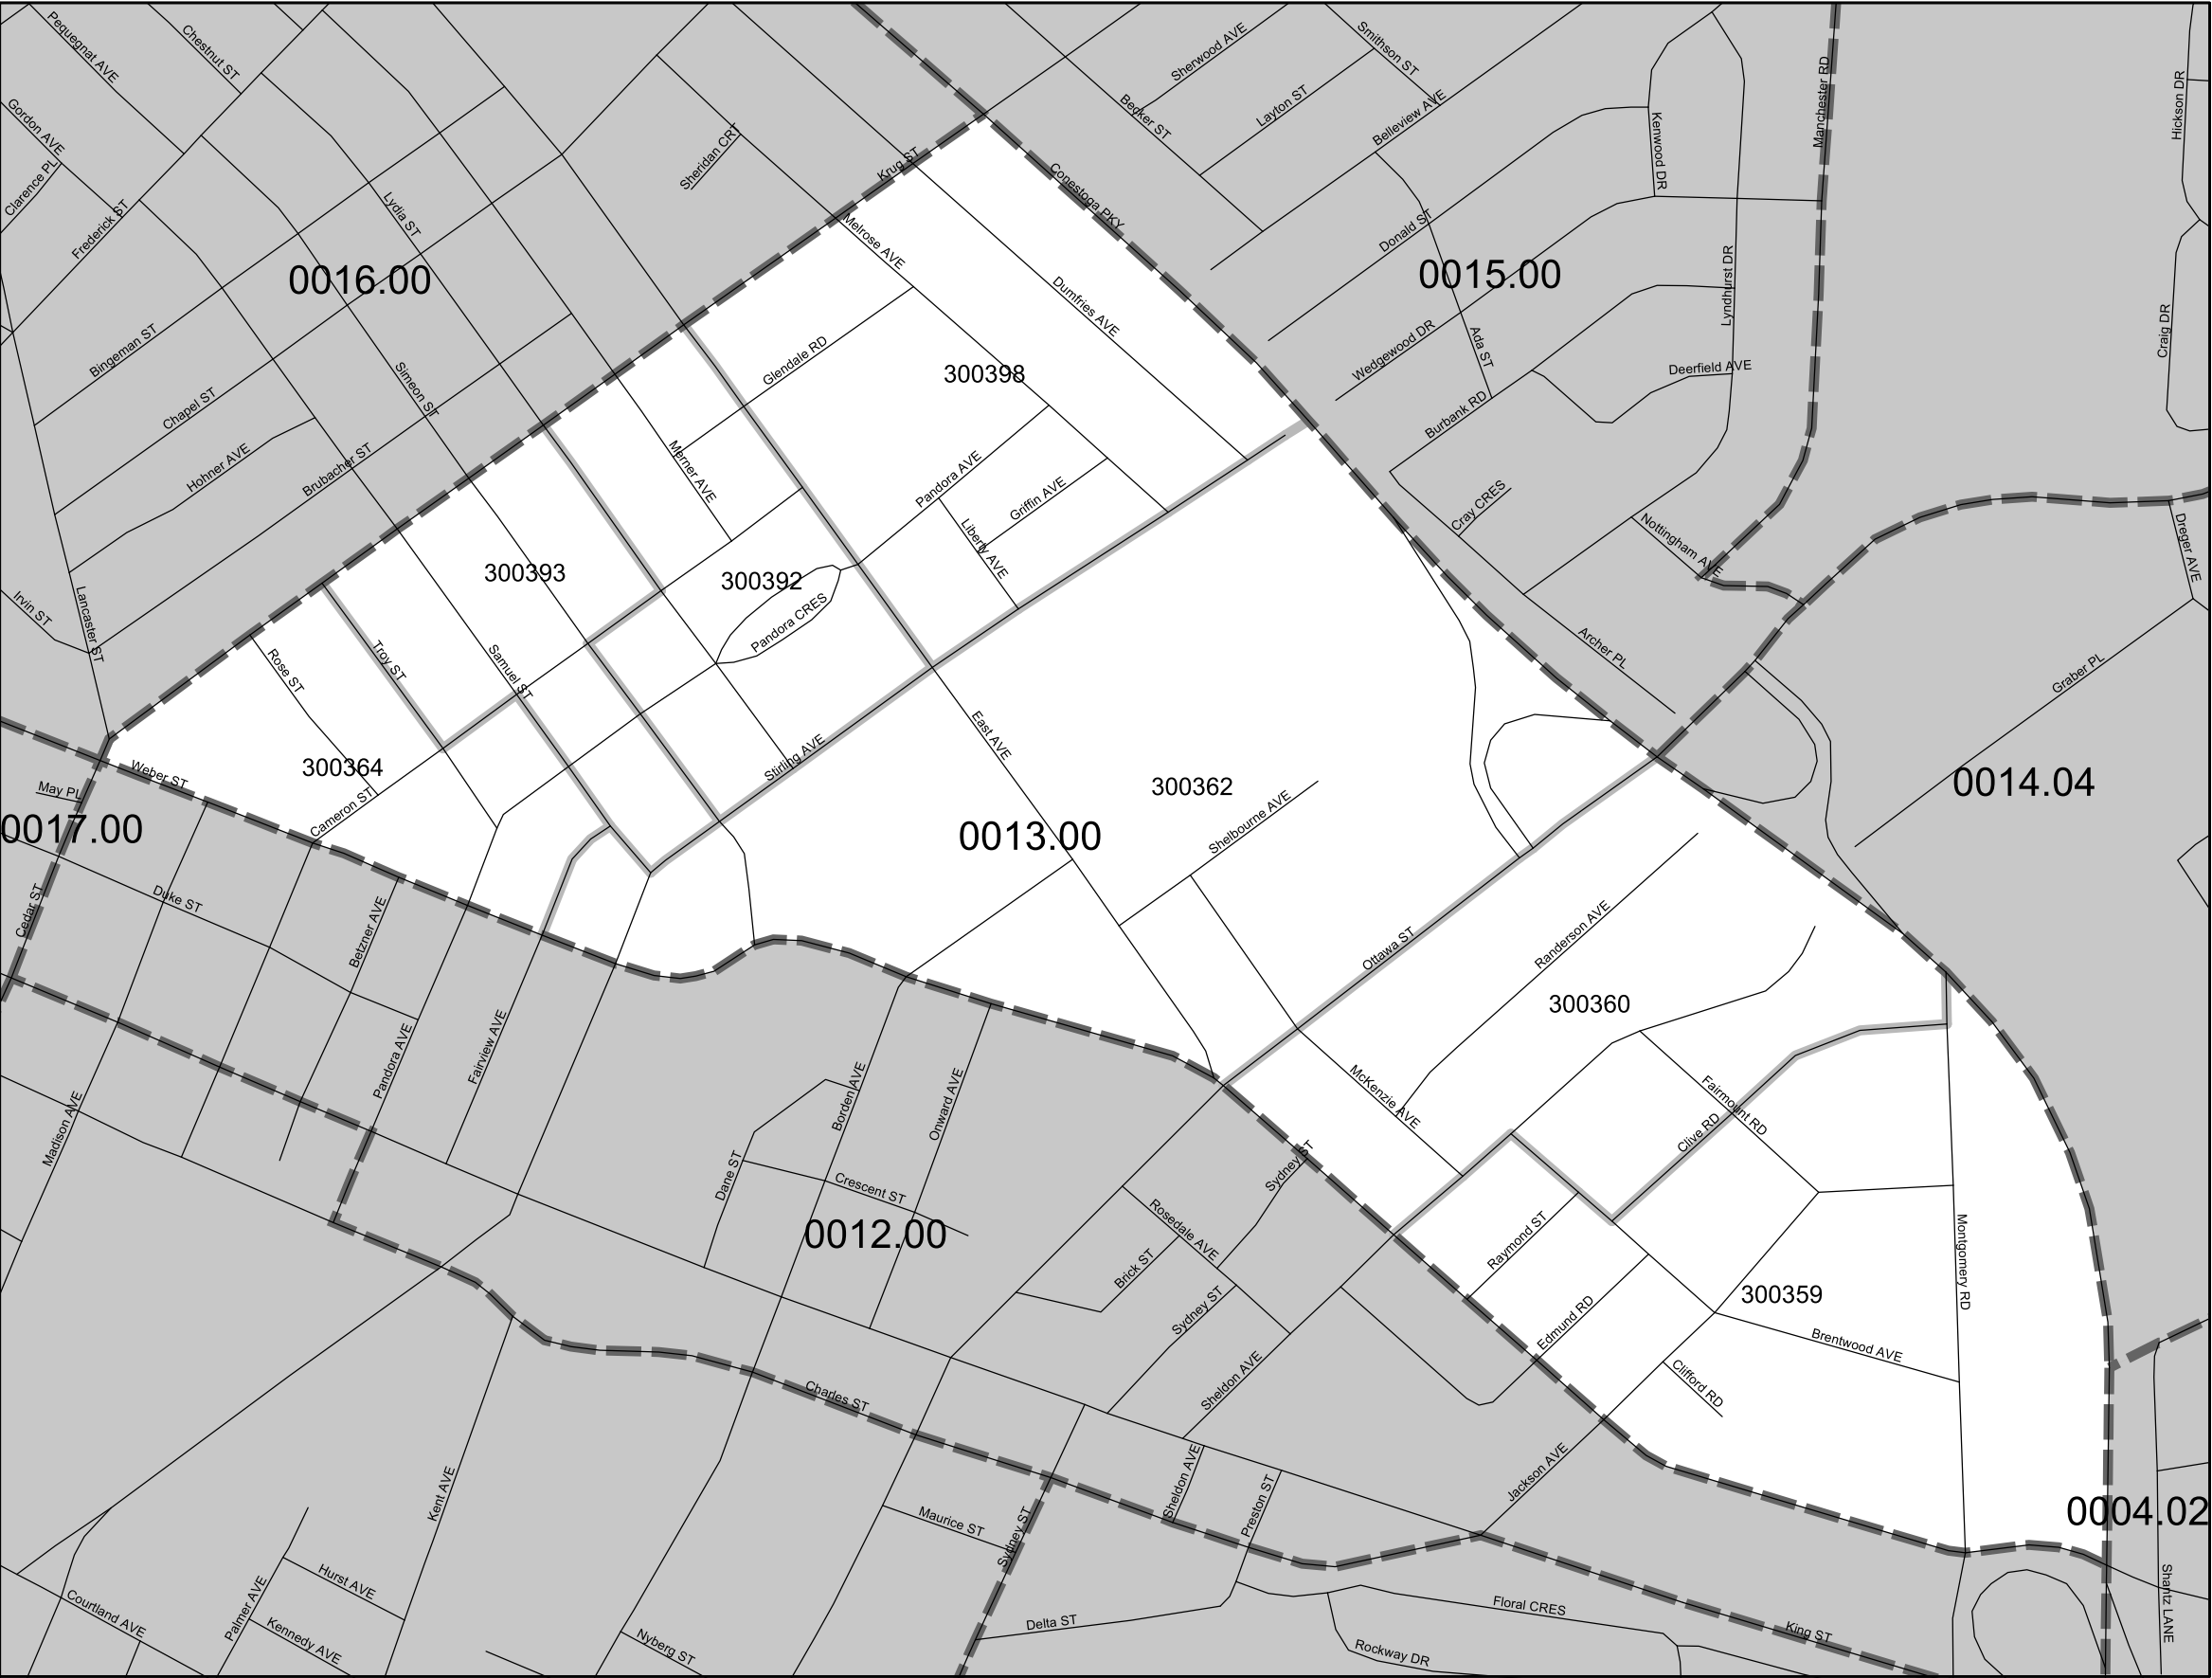 Pequegnat AVE
Chestnut ST
Sherwood AVE
Smithson ST
Hickson DR
Gordon AVE
Clarence PL
Frederick ST
Lydia ST
Sheridan CRT
Krug ST
Becker ST
Layton ST
Belleview AVE
Kenwood DR
Manchester RD
Conestoga PKY
Melrose AVE
Donald ST
0016.00
0015.00
Lyndhurst DR
Craig DR
Dumfries AVE
Bingeman ST
Simeon ST
Glendale RD
300398
Wedgewood DR
Ada ST
Deerfield AVE
Chapel ST
Burbank RD
Hohner AVE
Brubacher ST
Merner AVE
Pandora AVE
Griffin AVE
Liberty AVE
Cray CRES
Nottingham AVE
Dreger AVE
300393
300392
Pandora CRES
Irvin ST
Lancaster ST
Rose ST
Troy ST
Samuel ST
Archer PL
Graber PL
Stirling AVE
East AVE
300364
Weber ST
May PL
Cameron ST
0017.00
300362
0013.00
Shelbourne AVE
0014.04
Cedar ST
Duke ST
Betzner AVE
Ottawa ST
Randerson AVE
300360
Pandora AVE
Fairview AVE
Borden AVE
Onward AVE
McKenzie AVE
Fairmount RD
Clive RD
Madison AVE
Dane ST
Crescent ST
0012.00
Sydney ST
Rosedale AVE
Brick ST
Raymond ST
Montgomery RD
Sydney ST
Edmund RD
300359
Brentwood AVE
Clifford RD
Sheldon AVE
Charles ST
Kent AVE
Maurice ST
Sydney ST
Sheldon AVE
Preston ST
Jackson AVE
0004.02
Hurst AVE
Palmer AVE
Courtland AVE
Kennedy AVE
Nyberg ST
Delta ST
Floral CRES
Rockway DR
King ST
Shantz LANE